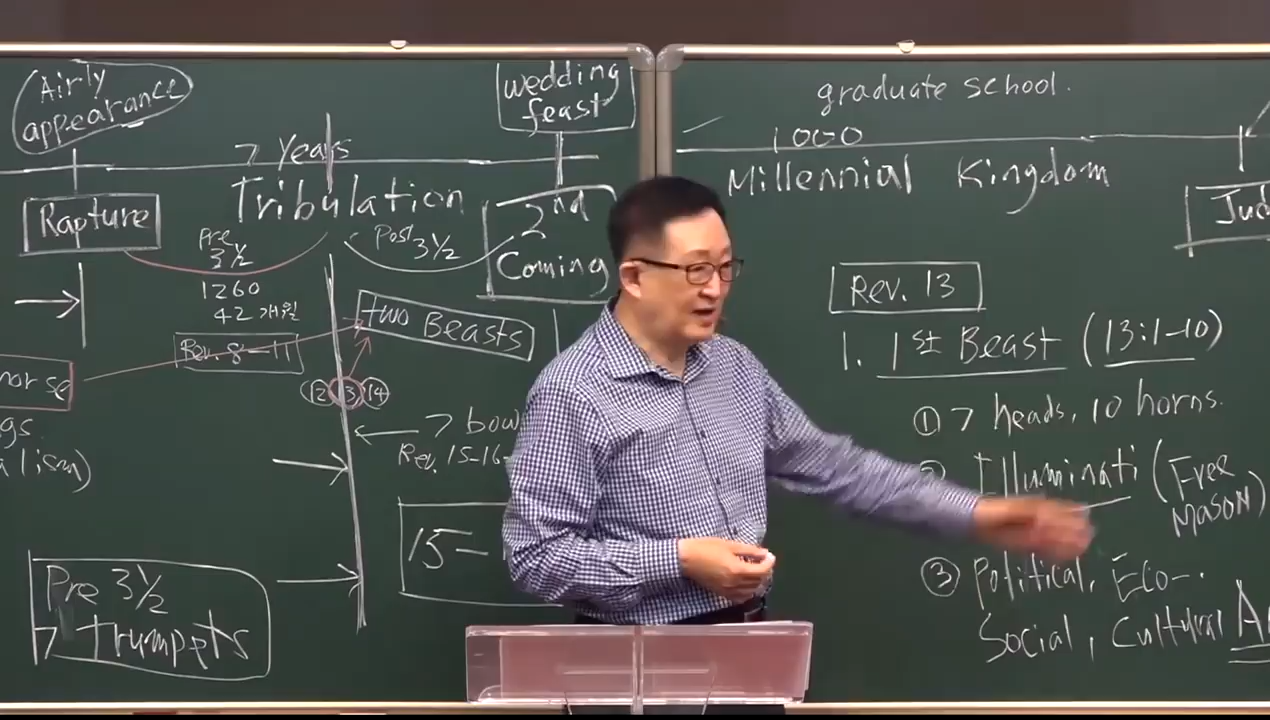 Airly
appearance
7 Years
Tribulation
Rapture
Pre
3½
1260
42 개월
Rev. 8-11
Post 3½
wedding
feast
2nd
Coming
two Beasts
12 13 14
7 bow
Rev. 15-16-
15-
Pre 3½
7 trumpets
graduate school.
1000
Millennial Kingdom
Rev. 13
1. 1st Beast (13:1-10)
① 7 heads, 10 horns.
Illuminati (Free
Mason)
③ Political, Eco-.
Social, Cultural